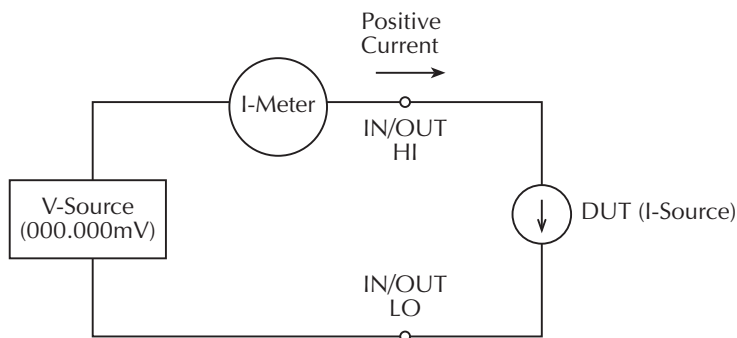 Positive
Current
I-Meter
IN/OUT
HI
V-Source
(000.000mV)
DUT (I-Source)
IN/OUT
LO